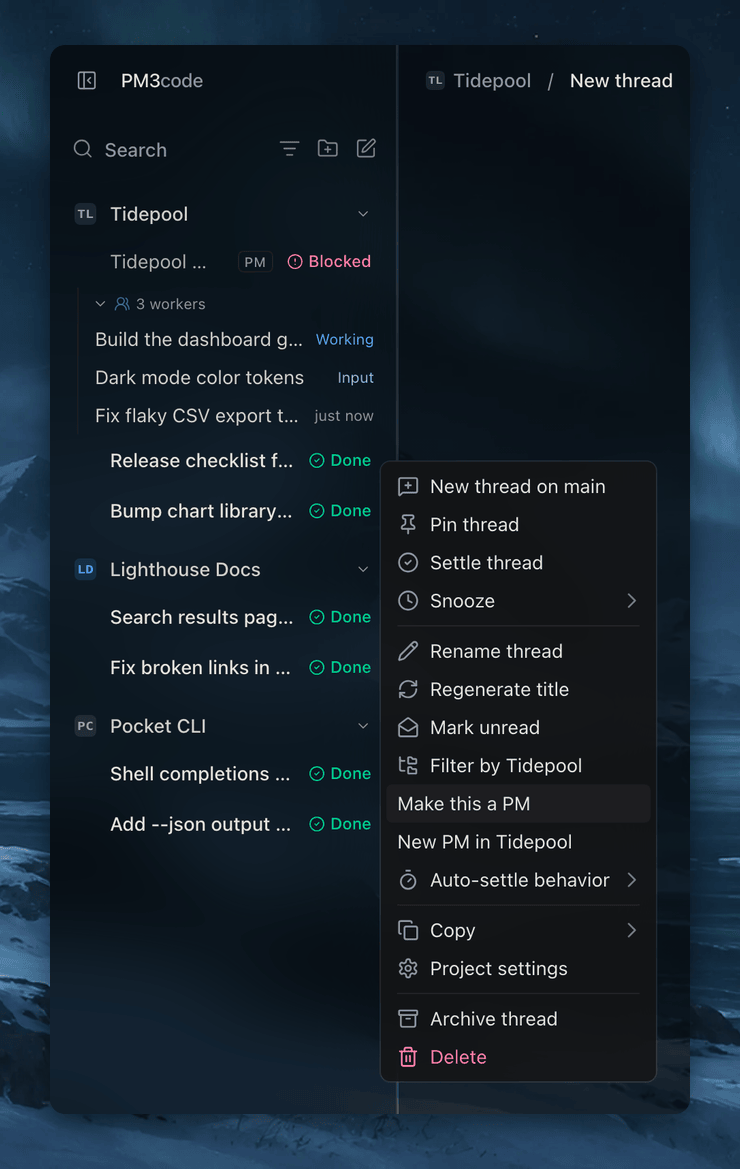 PM3code
TL Tidepool / New thread
Search
TL Tidepool
Tidepool ... PM Blocked
3 workers
Build the dashboard g... Working
Dark mode color tokens Input
Fix flaky CSV export t... just now
Release checklist f... Done
Bump chart library... Done
LD Lighthouse Docs
Search results pag... Done
Fix broken links in ... Done
PC Pocket CLI
Shell completions ... Done
Add --json output ... Done
New thread on main
Pin thread
Settle thread
Snooze
Rename thread
Regenerate title
Mark unread
Filter by Tidepool
Make this a PM
New PM in Tidepool
Auto-settle behavior
Copy
Project settings
Archive thread
Delete